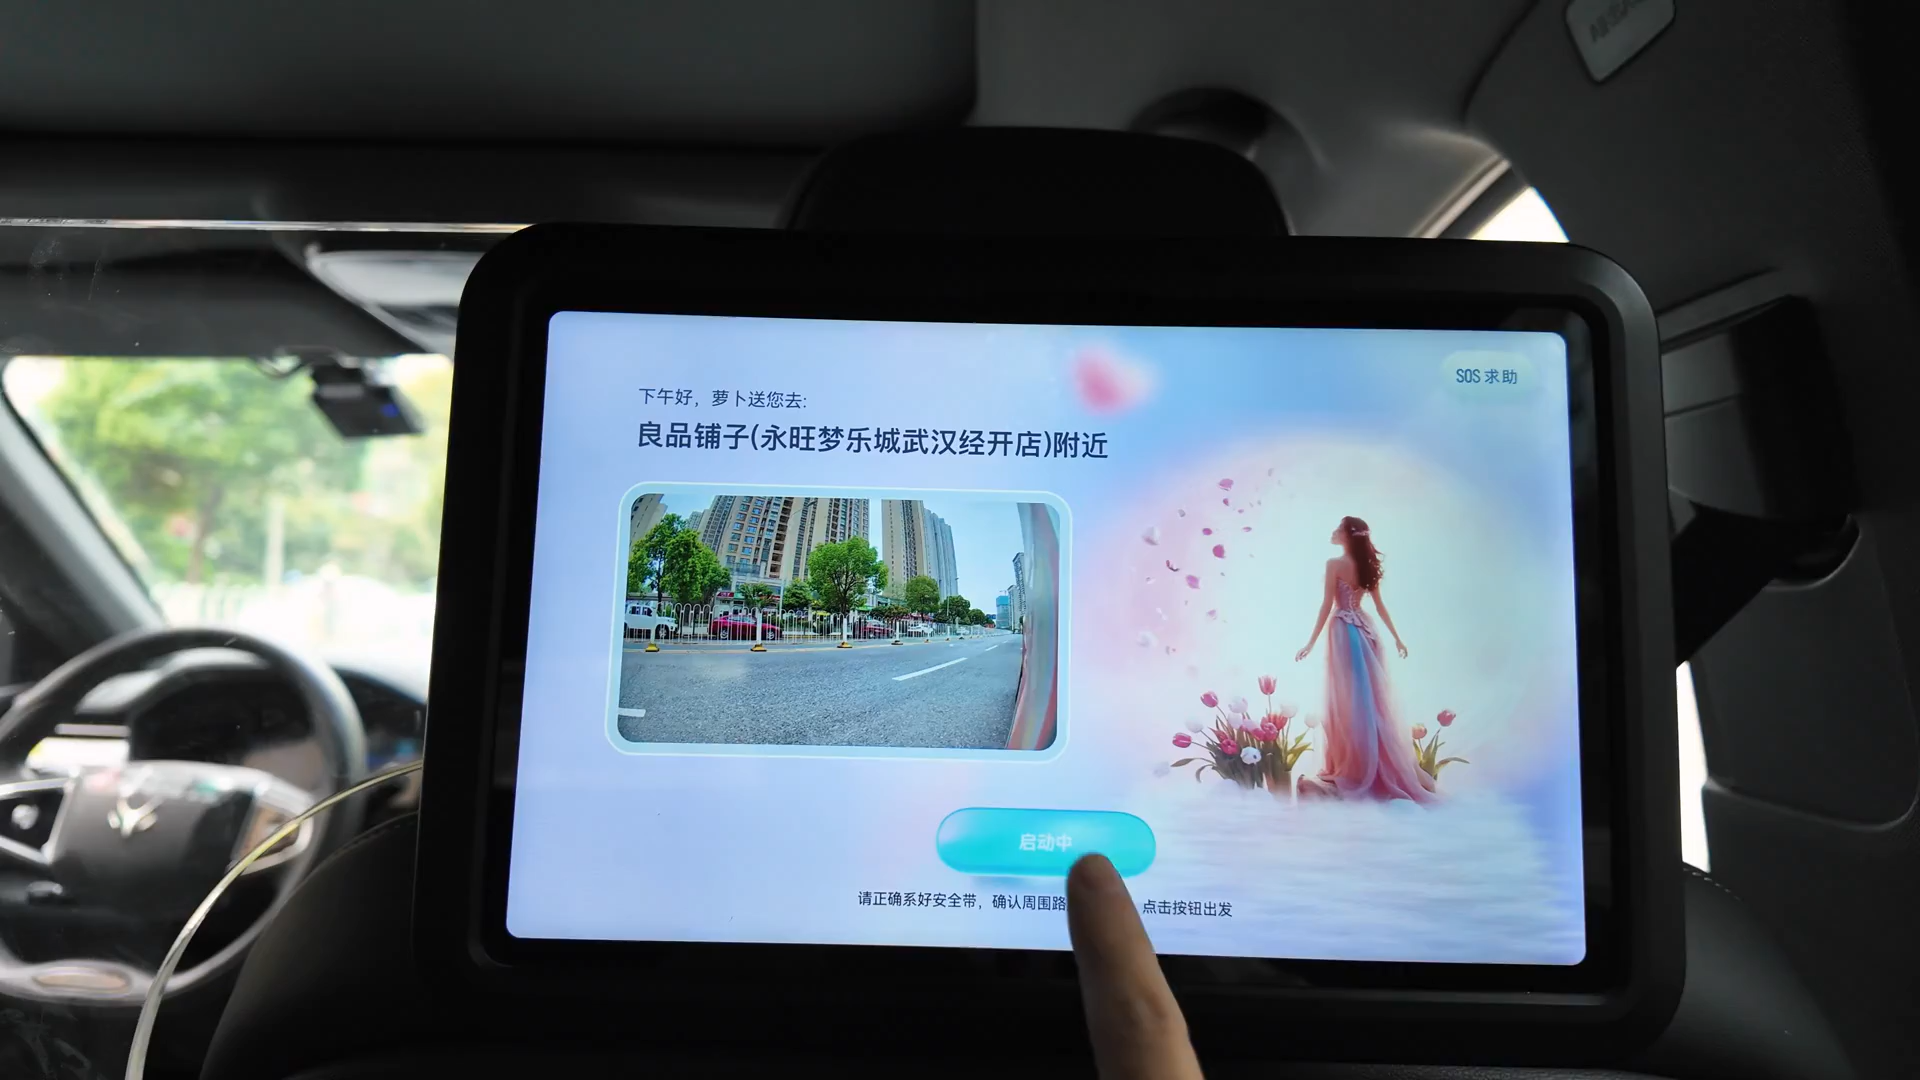 SOS 求助
下午好，萝卜送您去:
良品铺子(永旺梦乐城武汉经开店)附近
启动中
请正确系好安全带，确认周围路 点击按钮出发